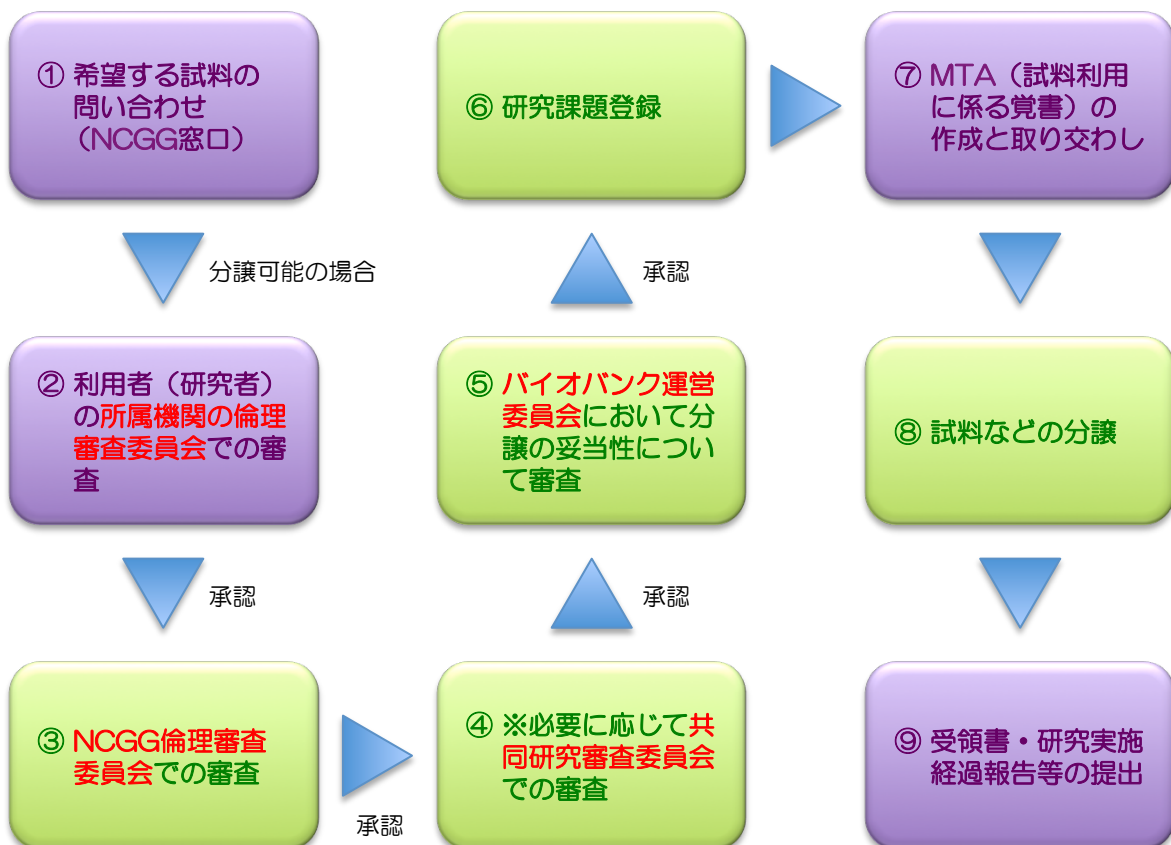 ① 希望する試料の
問い合わせ
（NCGG窓口）
分譲可能の場合
② 利用者（研究者）
の所属機関の倫理
審査委員会での審
査
承認
③ NCGG倫理審査
委員会での審査
承認
④ ※必要に応じて共
同研究審査委員会
での審査
承認
⑤ バイオバンク運営
委員会において分
譲の妥当性につい
て審査
承認
⑥ 研究課題登録
⑦ MTA（試料利用
に係る覚書）の
作成と取り交わし
⑧ 試料などの分譲
⑨ 受領書・研究実施
経過報告等の提出